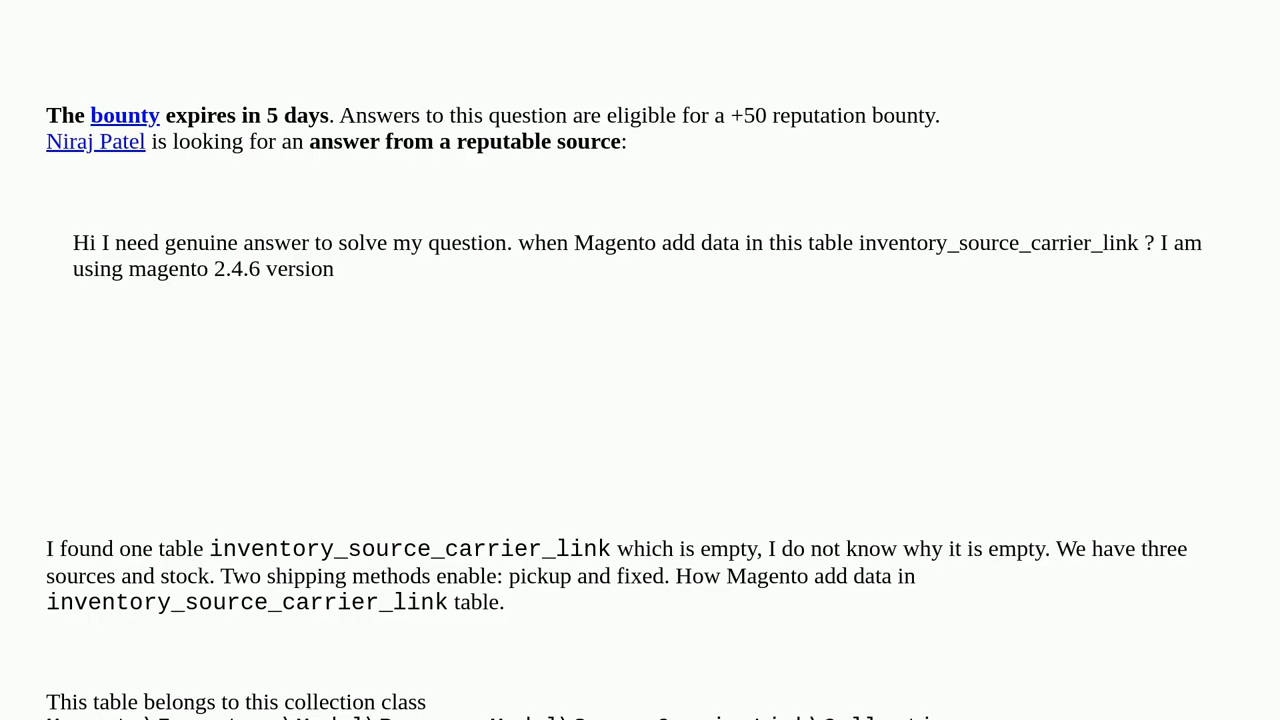 The bounty expires in 5 days. Answers to this question are eligible for a +50 reputation bounty.
Niraj Patel is looking for an answer from a reputable source:
Hi I need genuine answer to solve my question. when Magento add data in this table inventory_source_carrier_link ? I am
using magento 2.4.6 version
I found one table inventory_source_carrier_link which is empty, I do not know why it is empty. We have three
sources and stock. Two shipping methods enable: pickup and fixed. How Magento add data in
inventory_source_carrier_link table.
This table belongs to this collection class